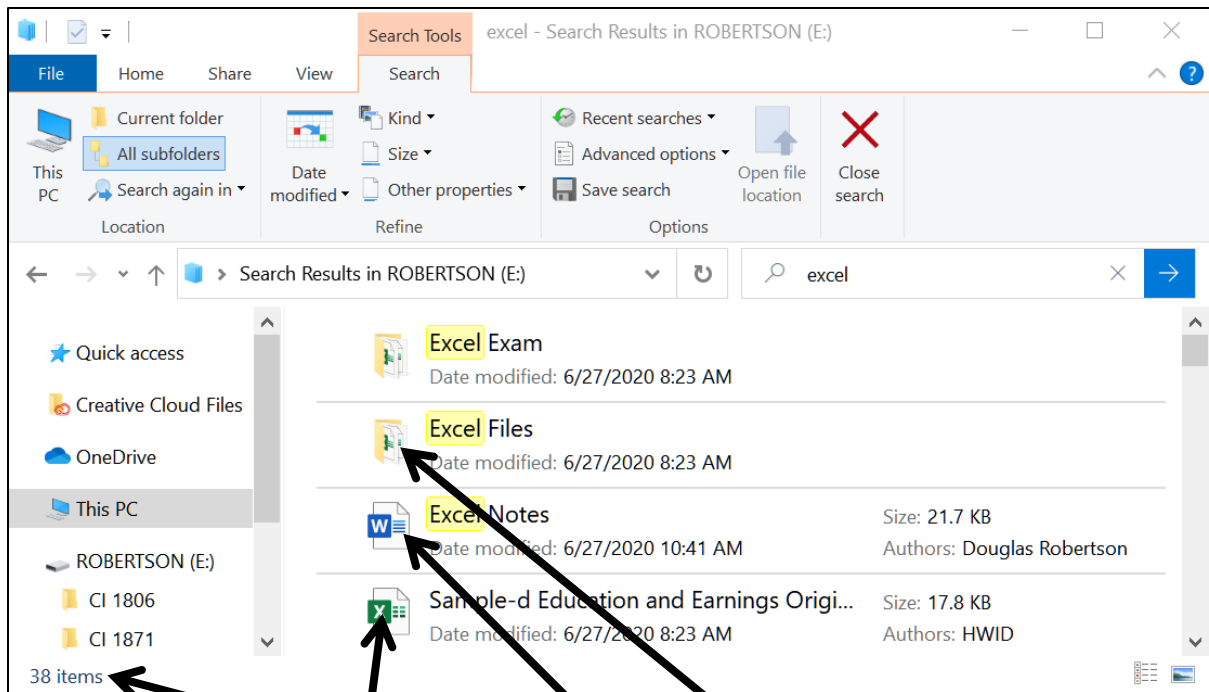 Search Tools excel - Search Results in ROBERTSON (E:)
File Home Share View Search ?
Current folder
All subfolders
Search again in
This PC
Location
Date modified
Kind
Size
Other properties
Refine
Recent searches
Advanced options
Save search
Open file location
Options
Close search
Search Results in ROBERTSON (E:)
excel
Quick access
Creative Cloud Files
OneDrive
This PC
ROBERTSON (E:)
CI 1806
CI 1871
Excel Exam
Date modified: 6/27/2020 8:23 AM
Excel Files
Date modified: 6/27/2020 8:23 AM
W
Excel Notes Size: 21.7 KB
Date modified: 6/27/2020 10:41 AM Authors: Douglas Robertson
X
Sample-d Education and Earnings Origi... Size: 17.8 KB
Date modified: 6/27/2020 8:23 AM Authors: HWID
38 items